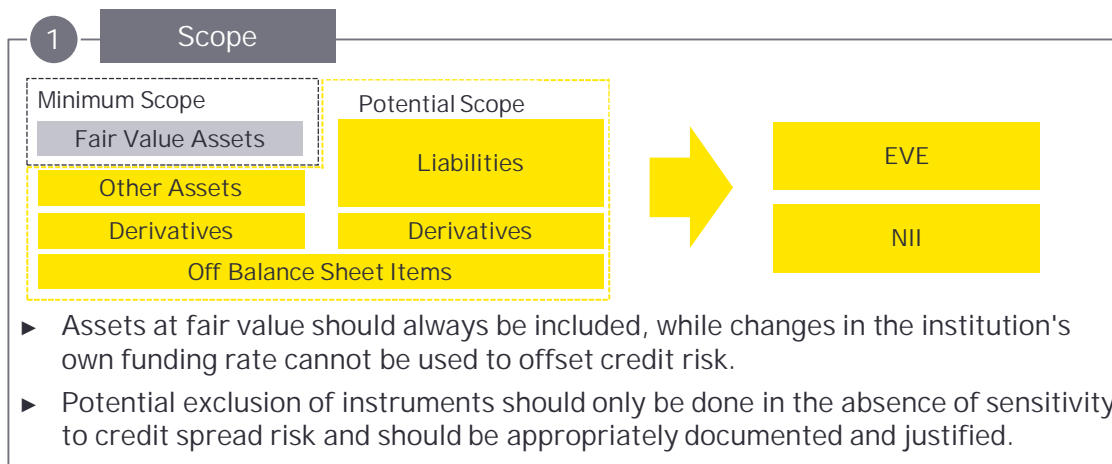 1 Scope
Minimum Scope
Potential Scope
Fair Value Assets
Liabilities
Other Assets
Derivatives
Derivatives
Off Balance Sheet Items
EVE
NII
► Assets at fair value should always be included, while changes in the institution's
own funding rate cannot be used to offset credit risk.
► Potential exclusion of instruments should only be done in the absence of sensitivity
to credit spread risk and should be appropriately documented and justified.